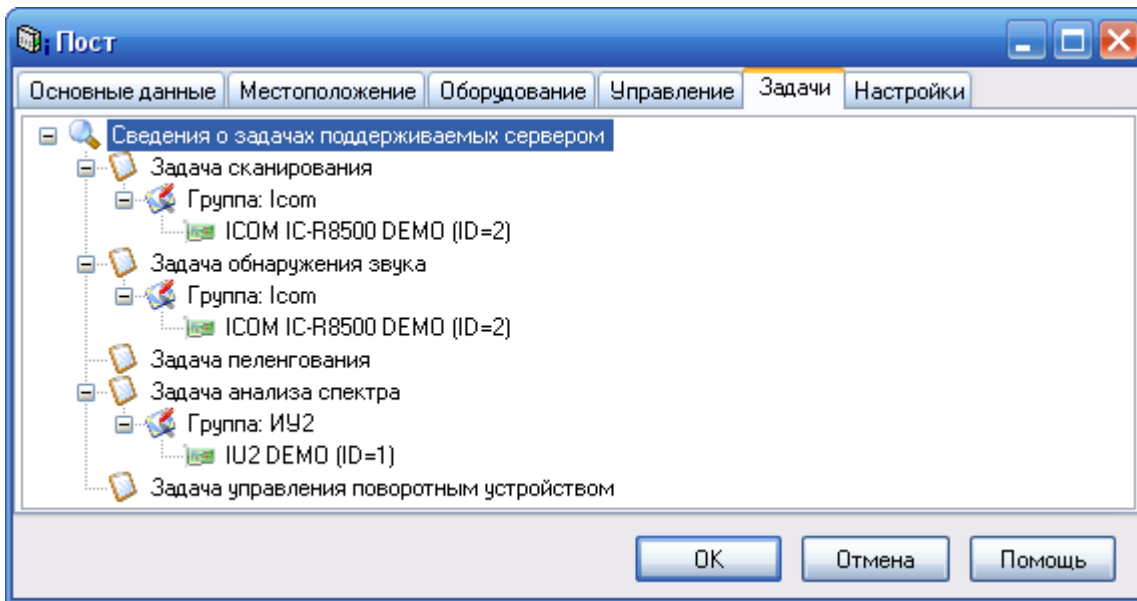 Пост
Основные данные Местоположение Оборудование Управление Задачи Настройки
Сведения о задачах поддерживаемых сервером
Задача сканирования
Группа: Icom
ICOM IC-R8500 DEMO (ID=2)
Задача обнаружения звука
Группа: Icom
ICOM IC-R8500 DEMO (ID=2)
Задача пеленгования
Задача анализа спектра
Группа: ИУ2
IU2 DEMO (ID=1)
Задача управления поворотным устройством
OK Отмена Помощь